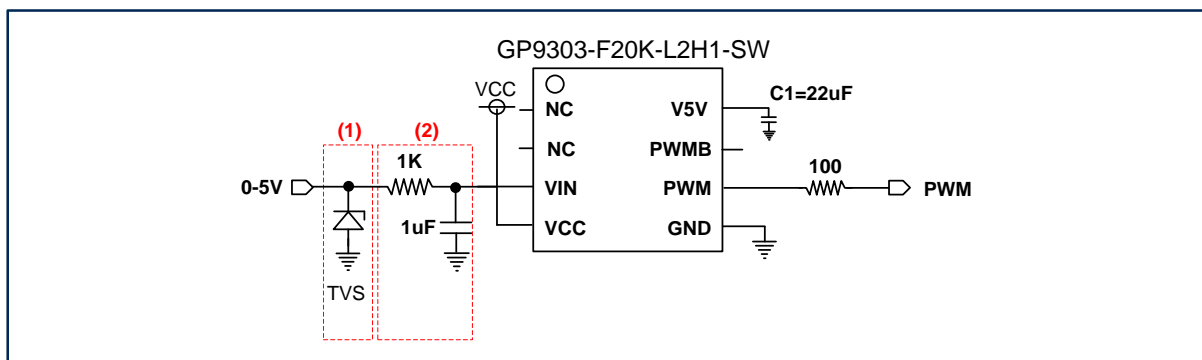 GP9303-F20K-L2H1-SW
VCC
NC
V5V
C1=22uF
(1)
(2)
NC
PWMB
1K
100
0-5V
VIN
PWM
PWM
1uF
VCC
GND
TVS